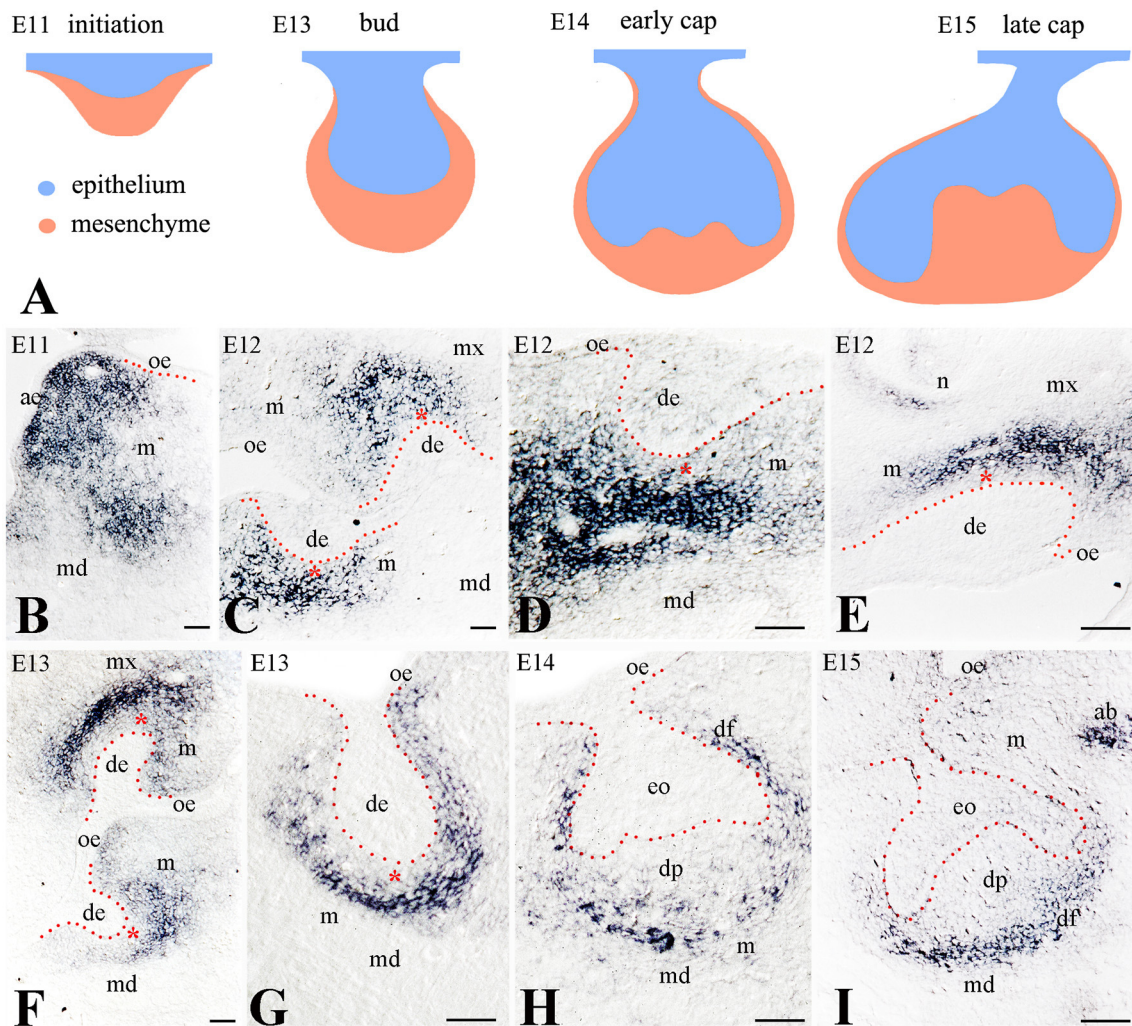 E11 initiation
E13 bud
E14 early cap
E15 late cap
epithelium
mesenchyme
A
E11
oe
ae
m
md
B
E12
mx
m
oe
de
de
m
md
C
E12
oe
de
m
md
D
E12
n
mx
m
de
oe
E
E13
mx
de
m
oe
oe
m
de
md
F
E13
oe
de
m
md
G
E14
oe
df
eo
dp
m
md
H
E15
oe
ab
m
eo
dp
df
md
I